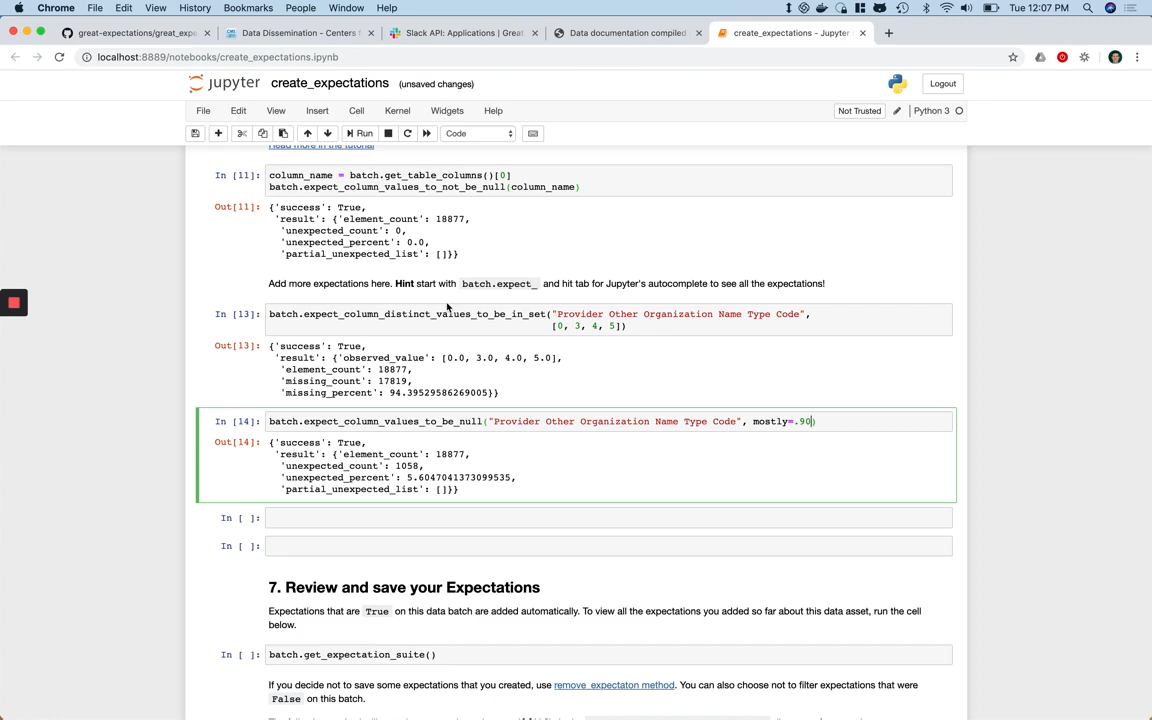 Chrome File Edit View History Bookmarks People Window Help Tue 12:07 PM
great-expectations/great_expe Data Dissemination - Centers f Slack API: Applications | Great Data documentation compiled create_expectations - Jupyter
localhost:8889/notebooks/create_expectations.ipynb
jupyter create_expectations (unsaved changes) Logout
File Edit View Insert Cell Kernel Widgets Help Not Trusted Python 3
Run Code
Read more in the tutorial
In [11]: column_name = batch.get_table_columns()[0]
batch.expect_column_values_to_not_be_null(column_name)
Out[11]: {'success': True,
'result': {'element_count': 18877,
'unexpected_count': 0,
'unexpected_percent': 0.0,
'partial_unexpected_list': []}}
Add more expectations here. Hint start with batch.expect_ and hit tab for Jupyter's autocomplete to see all the expectations!
In [13]: batch.expect_column_distinct_values_to_be_in_set("Provider Other Organization Name Type Code",
[0, 3, 4, 5])
Out[13]: {'success': True,
'result': {'observed_value': [0.0, 3.0, 4.0, 5.0],
'element_count': 18877,
'missing_count': 17819,
'missing_percent': 94.39529586269005}}
In [14]: batch.expect_column_values_to_be_null("Provider Other Organization Name Type Code", mostly=.90)
Out[14]: {'success': True,
'result': {'element_count': 18877,
'unexpected_count': 1058,
'unexpected_percent': 5.6047041373099535,
'partial_unexpected_list': []}}
In [ ]:
In [ ]:
7. Review and save your Expectations
Expectations that are True on this data batch are added automatically. To view all the expectations you added so far about this data asset, run the cell
below.
In [ ]: batch.get_expectation_suite()
If you decide not to save some expectations that you created, use remove_expectaton method. You can also choose not to filter expectations that were
False on this batch.